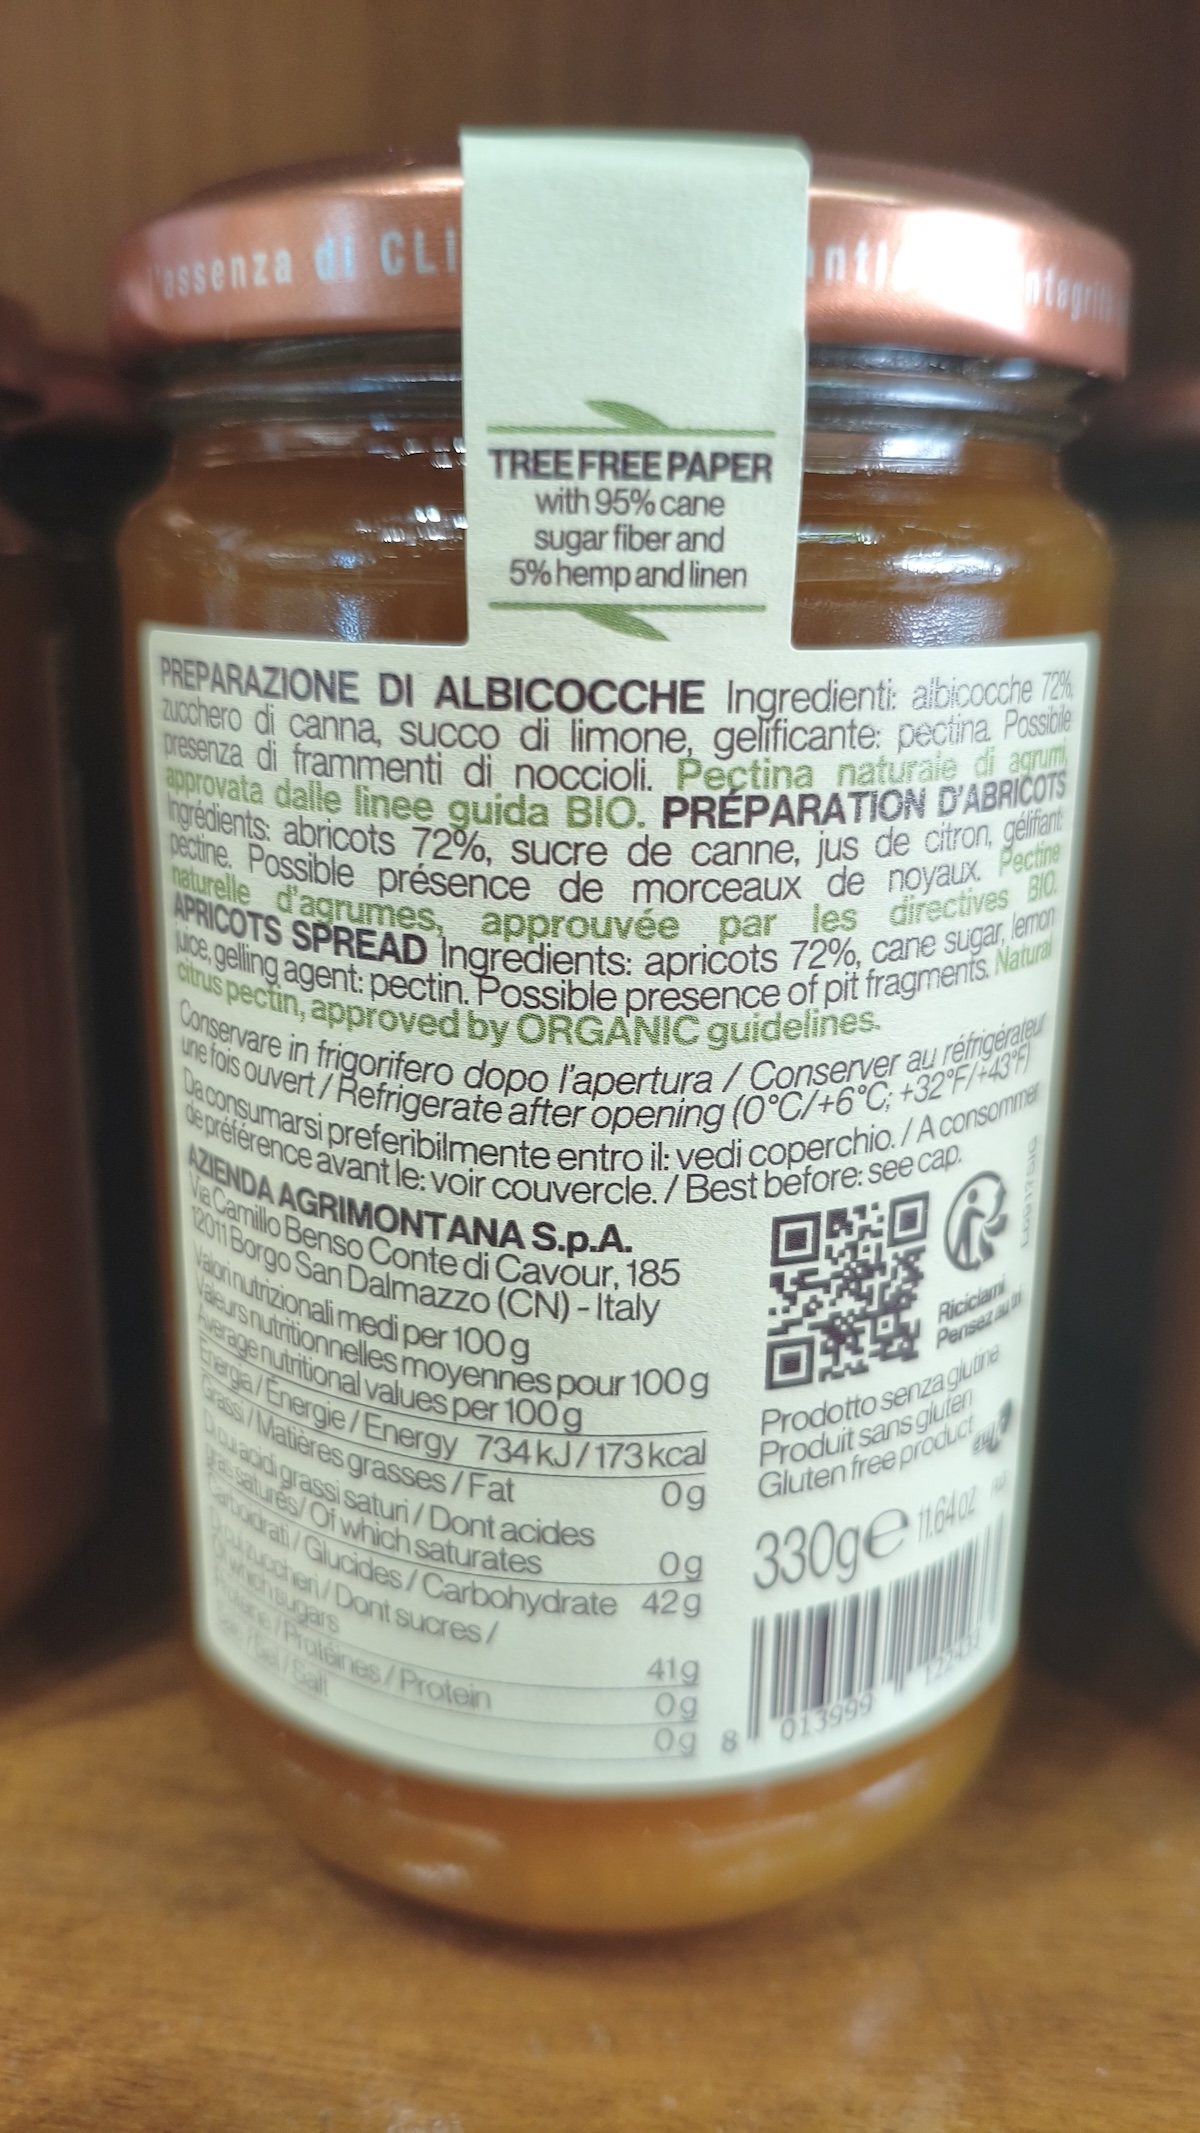 l'essenza di CLI
TREE FREE PAPER
with 95% cane
sugar fiber and
5% hemp and linen
PREPARAZIONE DI ALBICOCCHE Ingredienti: albicocche 72%,
zucchero di canna, succo di limone, gelificante: pectina. Possibile
presenza di frammenti di noccioli. Pectina naturale di agrumi,
approvata dalle linee guida BIO. PRÉPARATION D'ABRICOTS
Ingrédients: abricots 72%, sucre de canne, jus de citron, gélifiant:
pectine. Possible présence de morceaux de noyaux. Pectine
naturelle d'agrumes, approuvée par les directives BIO.
APRICOTS SPREAD Ingredients: apricots 72%, cane sugar, lemon
juice, gelling agent: pectin. Possible presence of pit fragments. Natural
citrus pectin, approved by ORGANIC guidelines.
Conservare in frigorifero dopo l'apertura / Conserver au réfrigérateur
une fois ouvert / Refrigerate after opening (0°C/+6°C; +32°F/+43°F)
Da consumarsi preferibilmente entro il: vedi coperchio. / A consommer
de préférence avant le: voir couvercle. / Best before: see cap.
AZIENDA AGRIMONTANA S.p.A.
Via Camillo Benso Conte di Cavour, 185
12011 Borgo San Dalmazzo (CN) - Italy
Valori nutrizionali medi per 100 g
Valeurs nutritionnelles moyennes pour 100 g
Average nutritional values per 100 g
Energia / Énergie / Energy 734 kJ / 173 kcal
Grassi / Matières grasses / Fat 0 g
Di cui acidi grassi saturi / Dont acides
gras saturés / Of which saturates 0 g
Carboidrati / Glucides / Carbohydrate 42 g
Di cui zuccheri / Dont sucres /
Of which sugars 41 g
Proteine / Protéines / Protein 0 g
Sale / Sel / Salt 0 g
Riciclami
Pensez au tri
Prodotto senza glutine
Produit sans gluten
Gluten free product
330g e 11.64 oz
8 013999